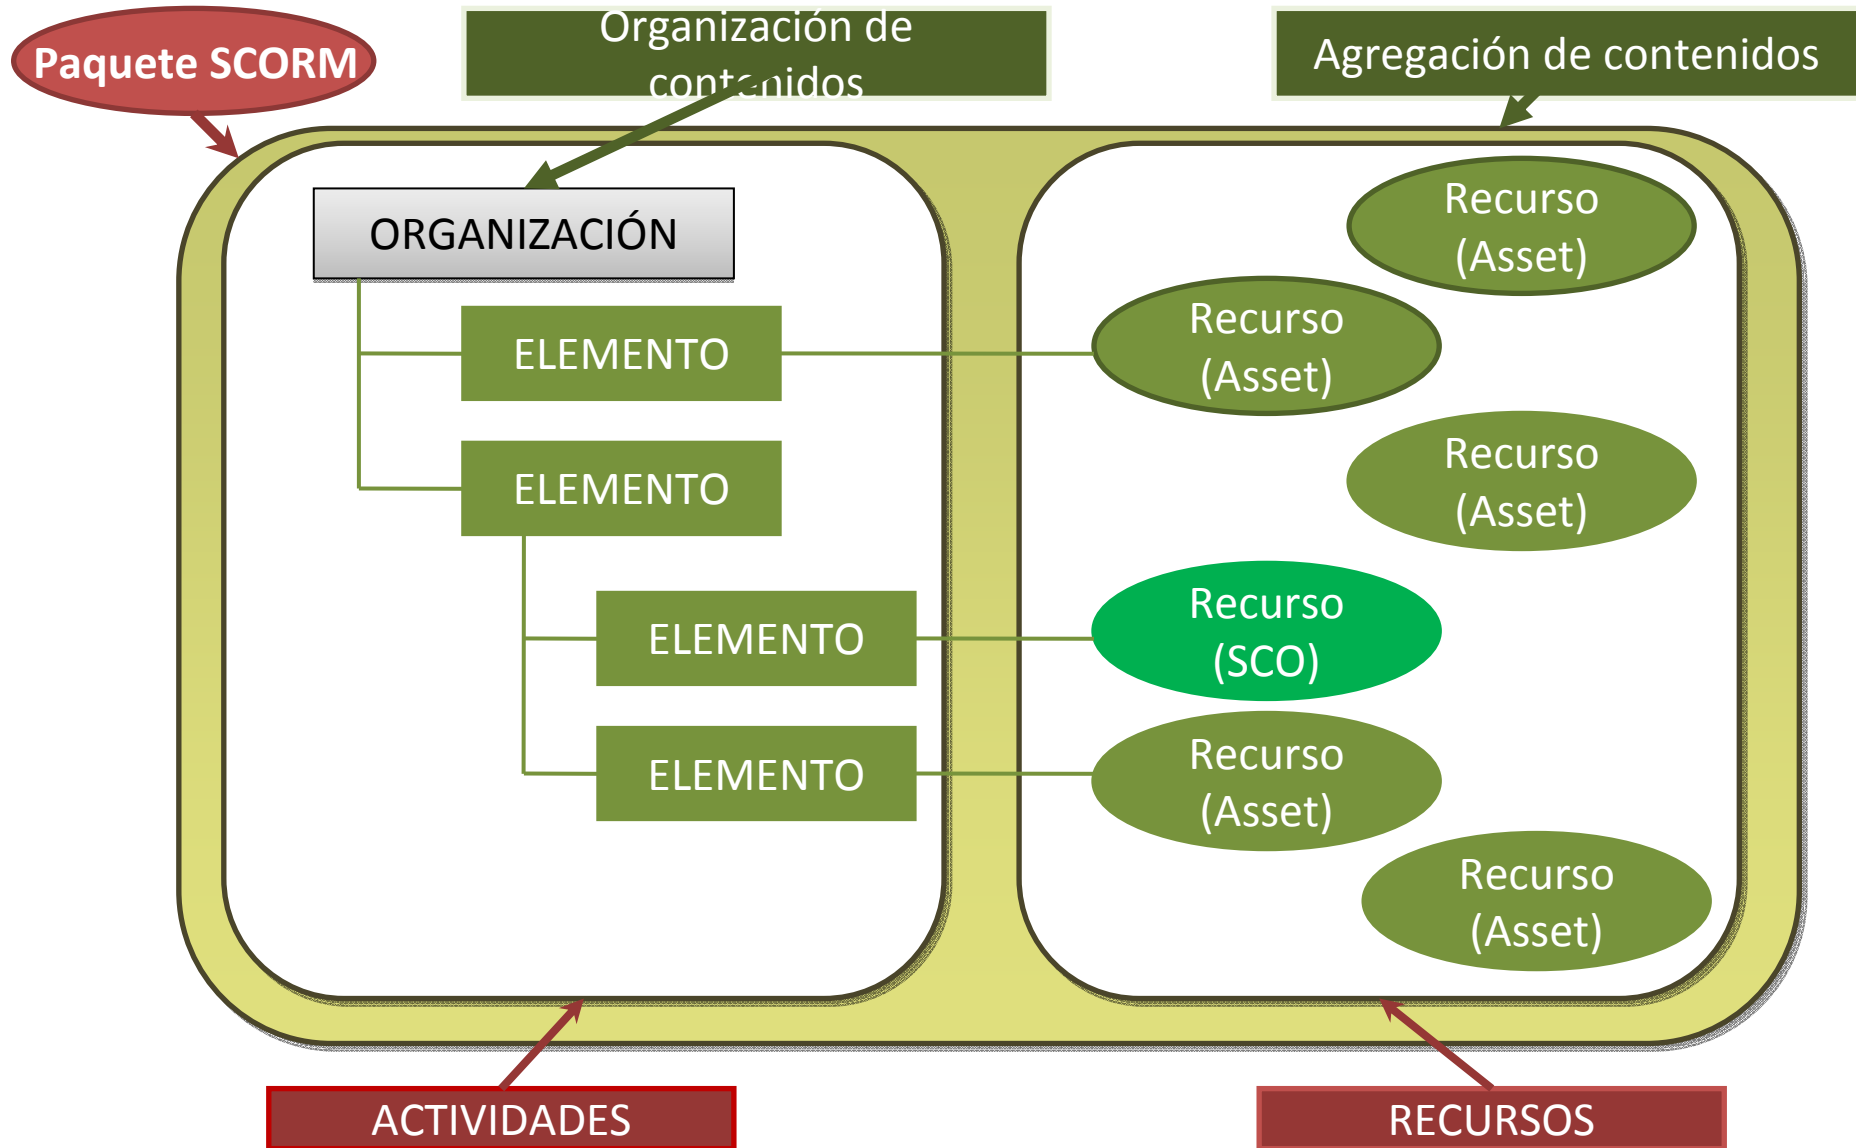 Paquete SCORM
Organización de
contenidos
Agregación de contenidos
ORGANIZACIÓN
ELEMENTO
ELEMENTO
ELEMENTO
ELEMENTO
Recurso
(Asset)
Recurso
(Asset)
Recurso
(Asset)
Recurso
(SCO)
Recurso
(Asset)
Recurso
(Asset)
ACTIVIDADES
RECURSOS